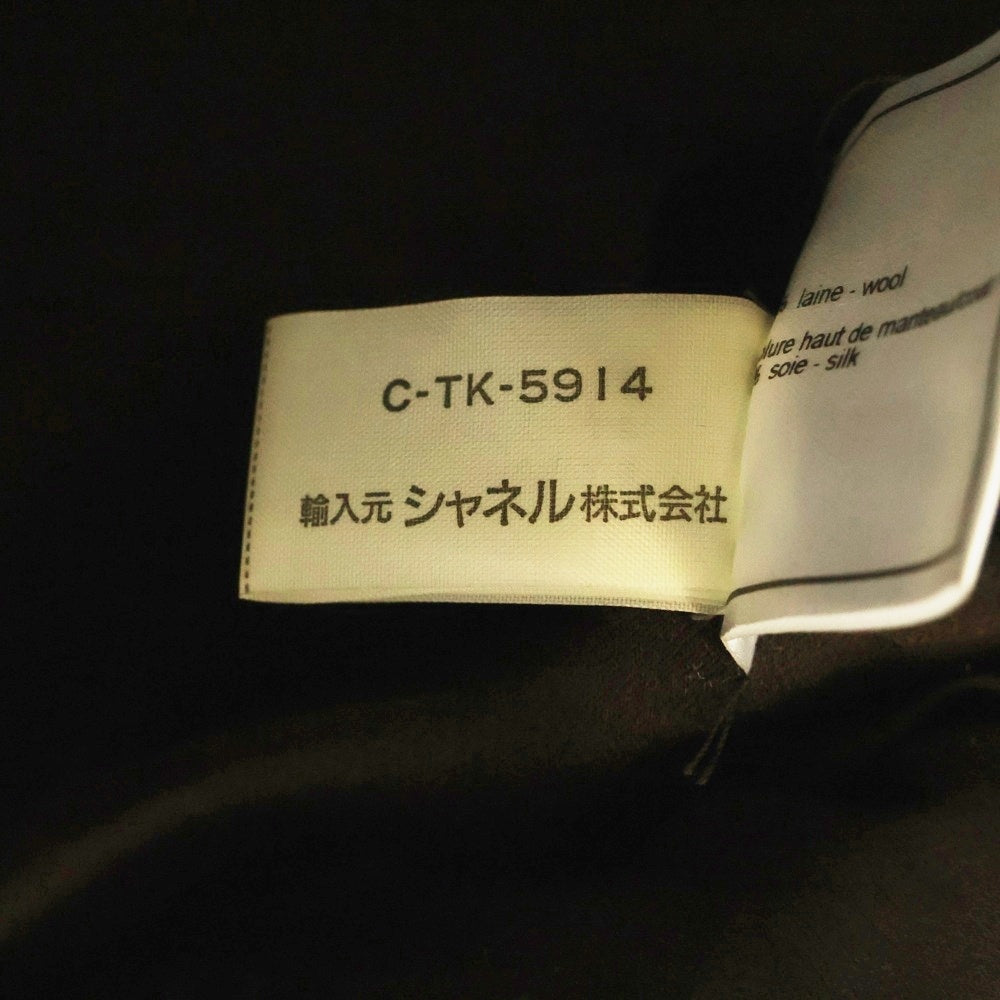 C-TK-5914
輸入元 シャネル 株式会社
laine - wool
haut de
soie - silk